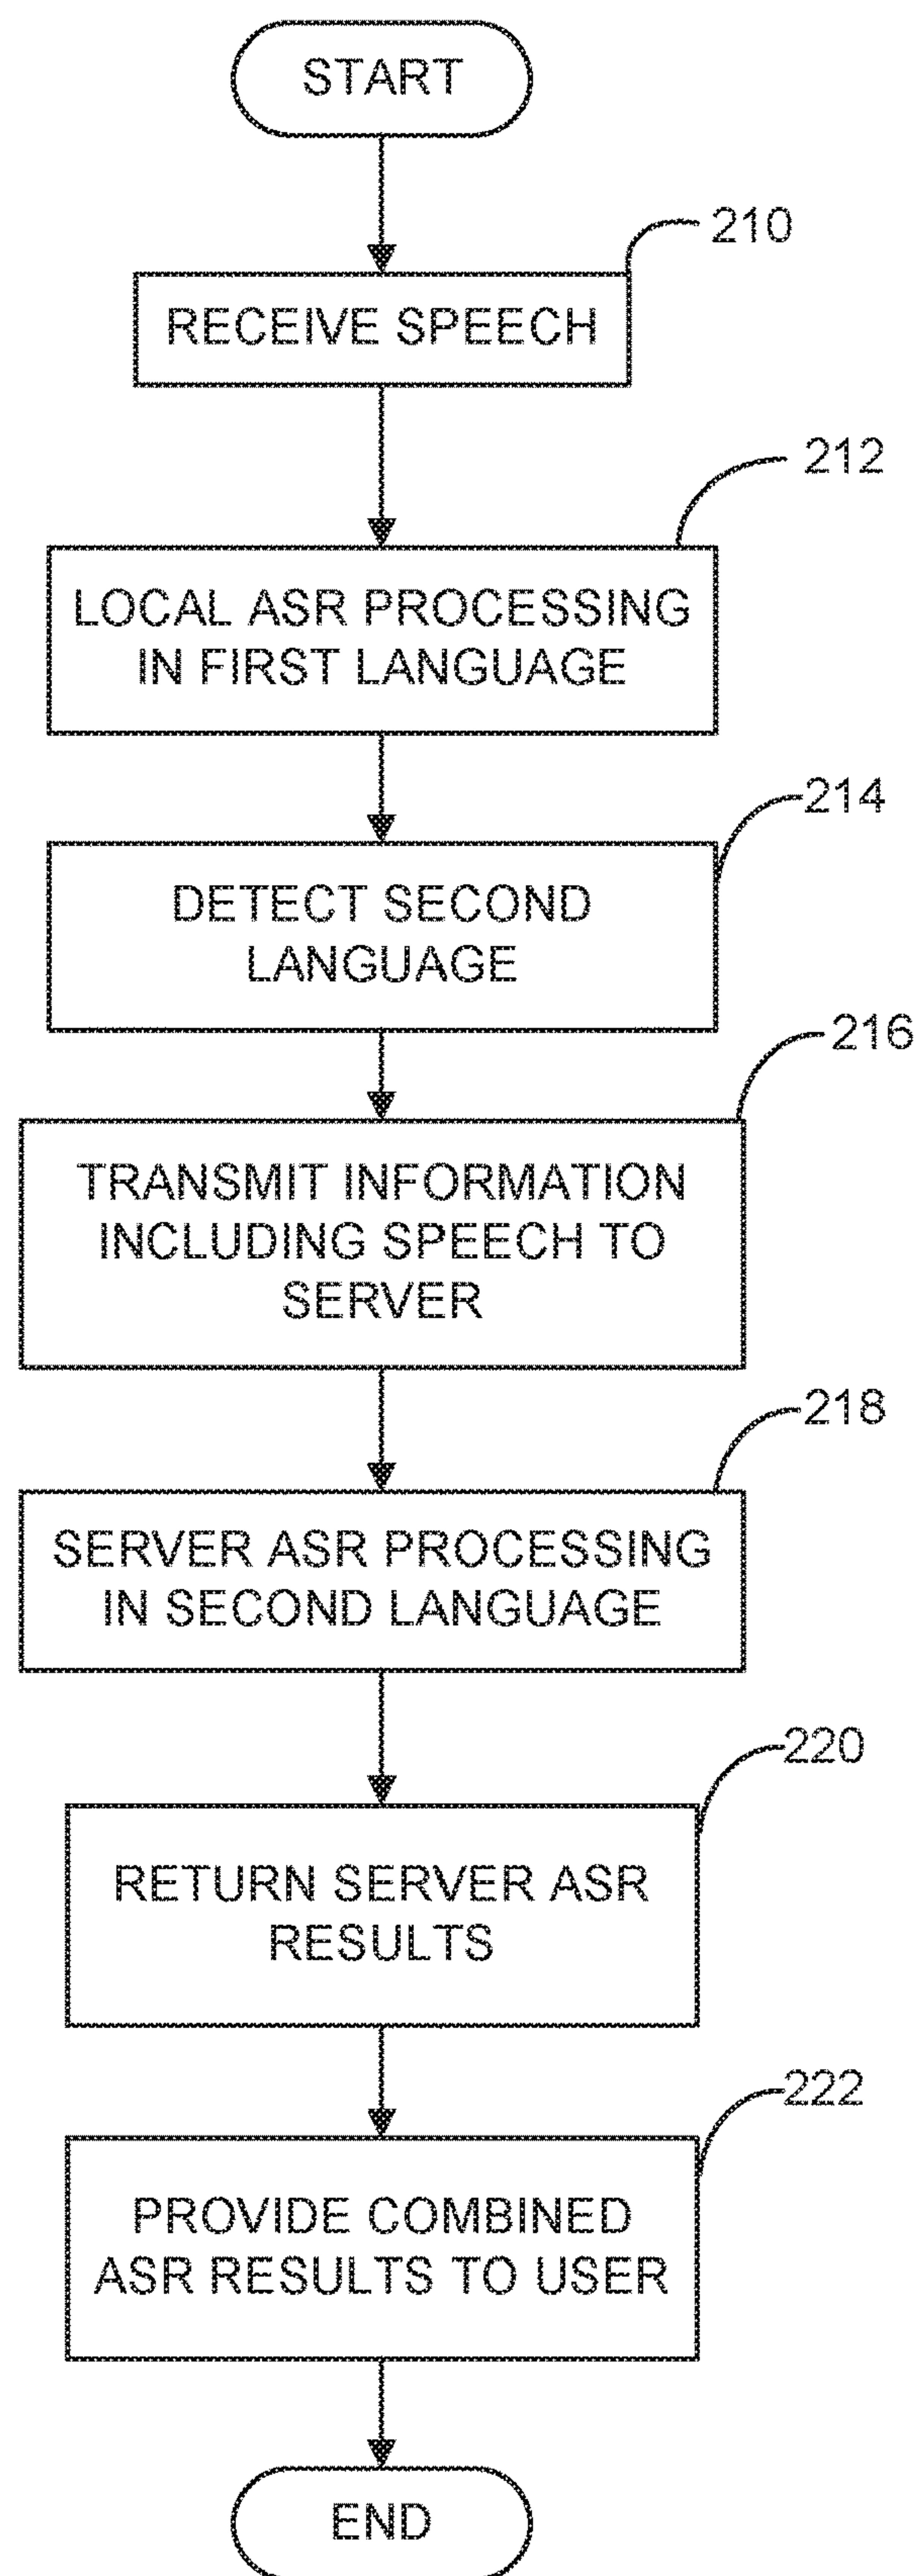 START
210
RECEIVE SPEECH
212
LOCAL ASR PROCESSING
IN FIRST LANGUAGE
214
DETECT SECOND
LANGUAGE
216
TRANSMIT INFORMATION
INCLUDING SPEECH TO
SERVER
218
SERVER ASR PROCESSING
IN SECOND LANGUAGE
220
RETURN SERVER ASR
RESULTS
222
PROVIDE COMBINED
ASR RESULTS TO USER
END